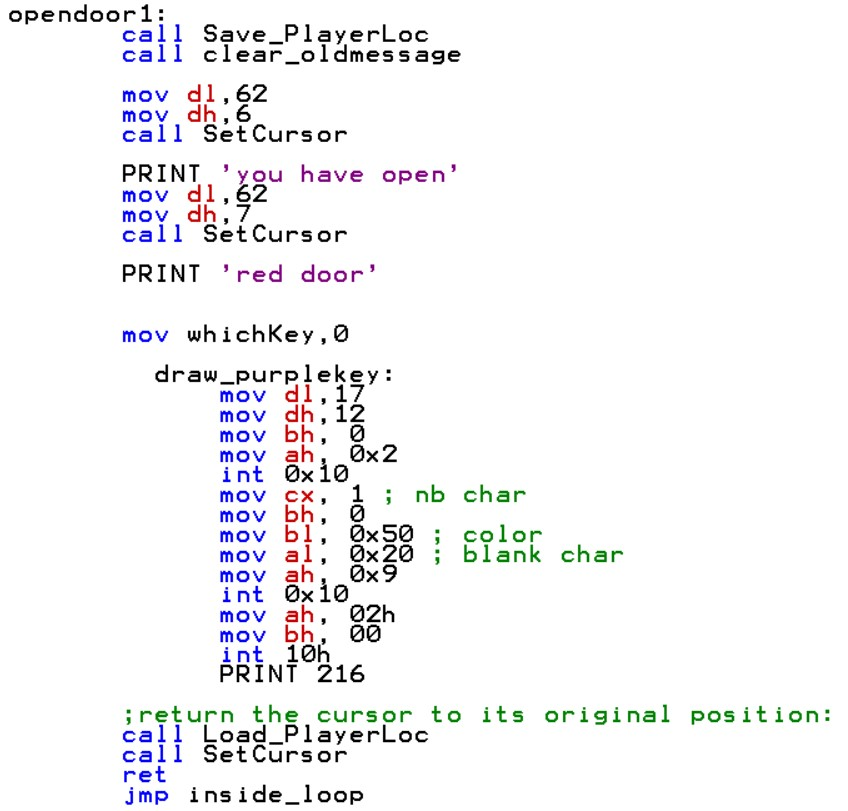 opendoor1:
call Save_PlayerLoc
call clear_oldmessage
mov dl,62
mov dh,6
call SetCursor
PRINT 'you have open'
mov dl,62
mov dh,7
call SetCursor
PRINT 'red door'
mov whichKey,0
draw_purplekey:
mov dl,17
mov dh,12
mov bh, 0
mov ah, 0x2
int 0x10
mov cx, 1 ; nb char
mov bh, 0
mov bl, 0x50 ; color
mov al, 0x20 ; blank char
mov ah, 0x9
int 0x10
mov ah, 02h
mov bh, 00
int 10h
PRINT 216
;return the cursor to its original position:
call Load_PlayerLoc
call SetCursor
ret
jmp inside_loop